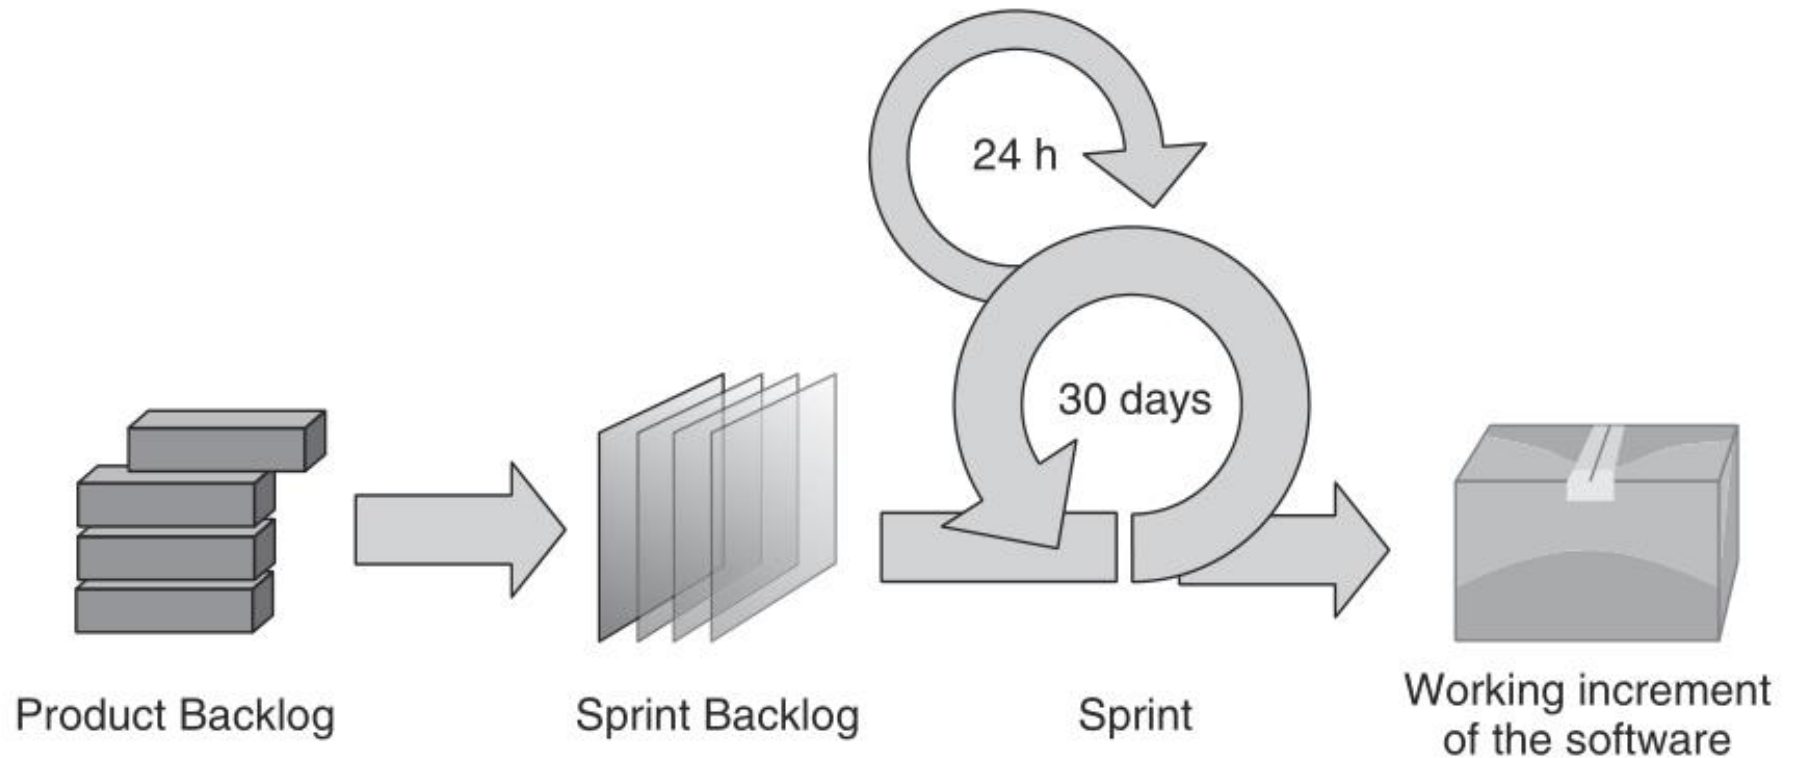 24 h
30 days
Product Backlog
Sprint Backlog
Sprint
Working increment
of the software